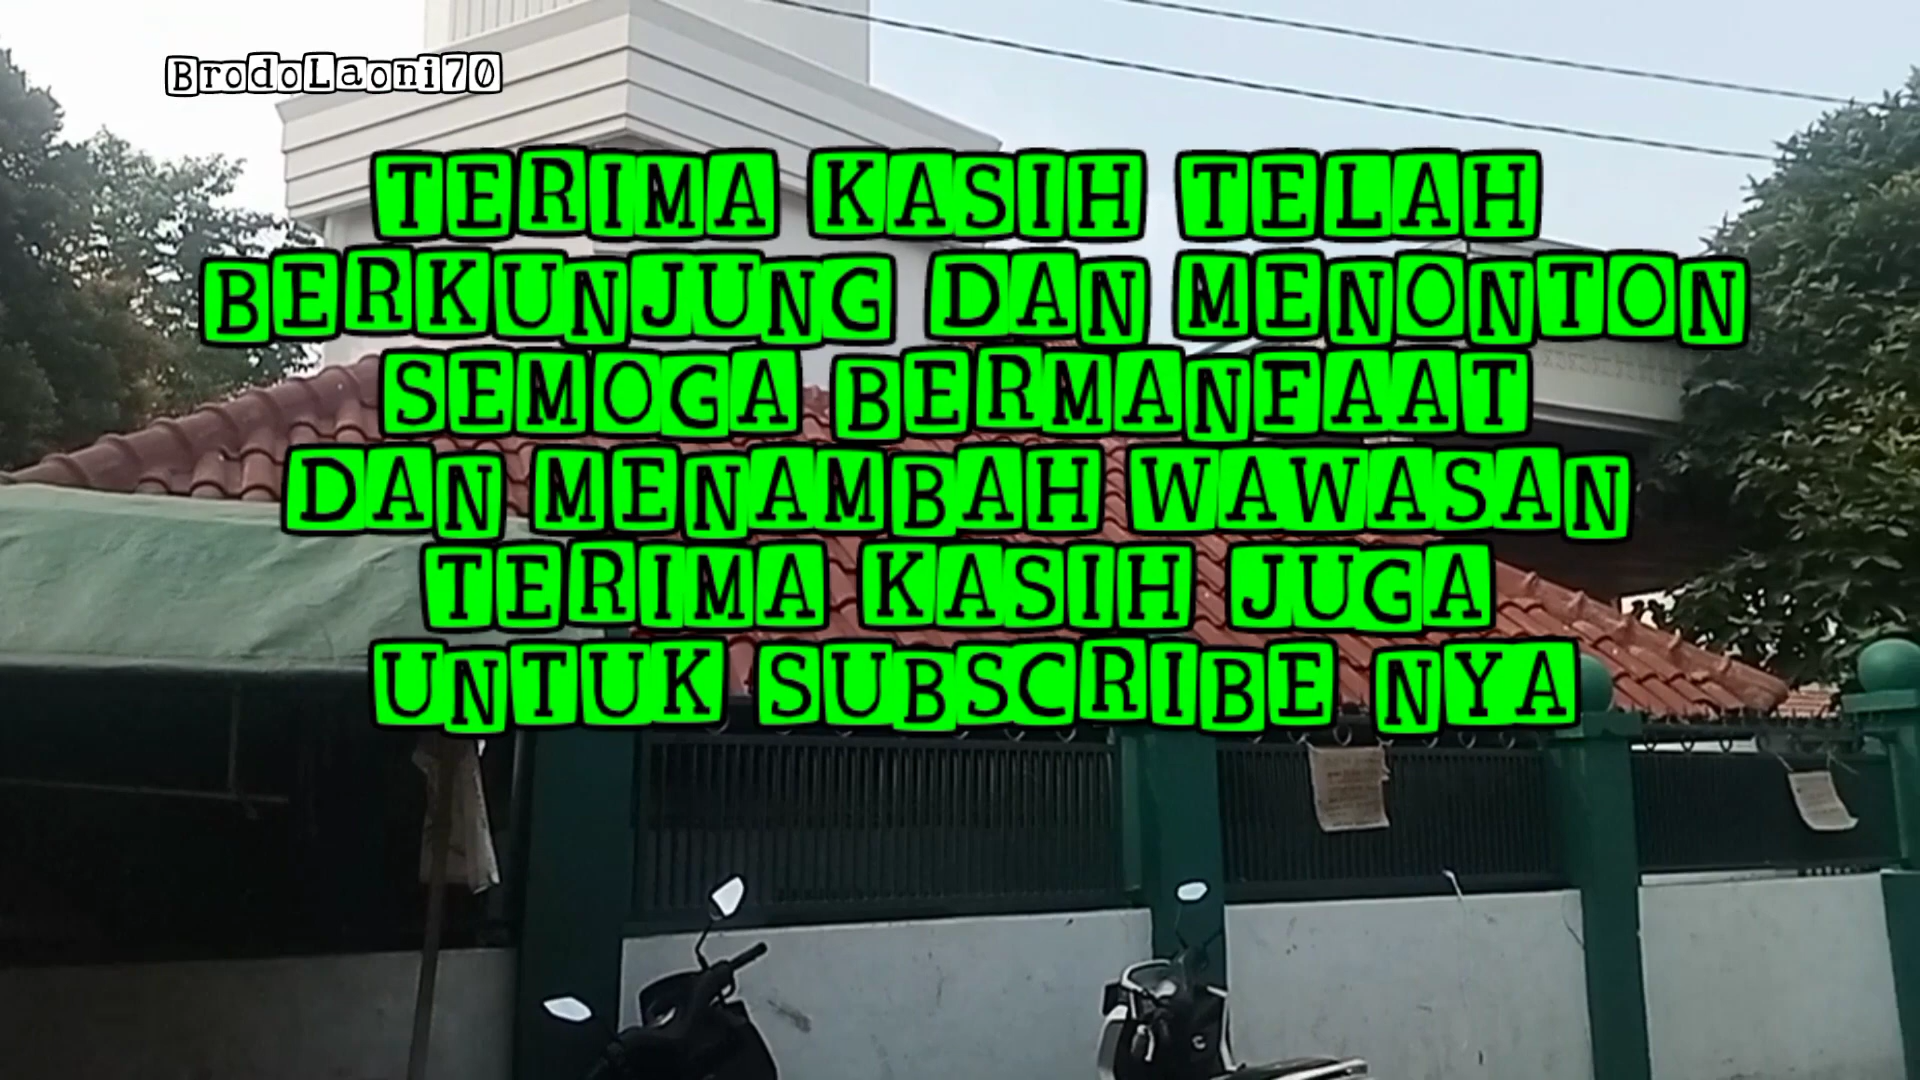 BrodoLaoni70
TERIMA KASIH TELAH
BERKUNJUNG DAN MENONTON
SEMOGA BERMANFAAT
DAN MENAMBAH WAWASAN
TERIMA KASIH JUGA
UNTUK SUBSCRIBE NYA